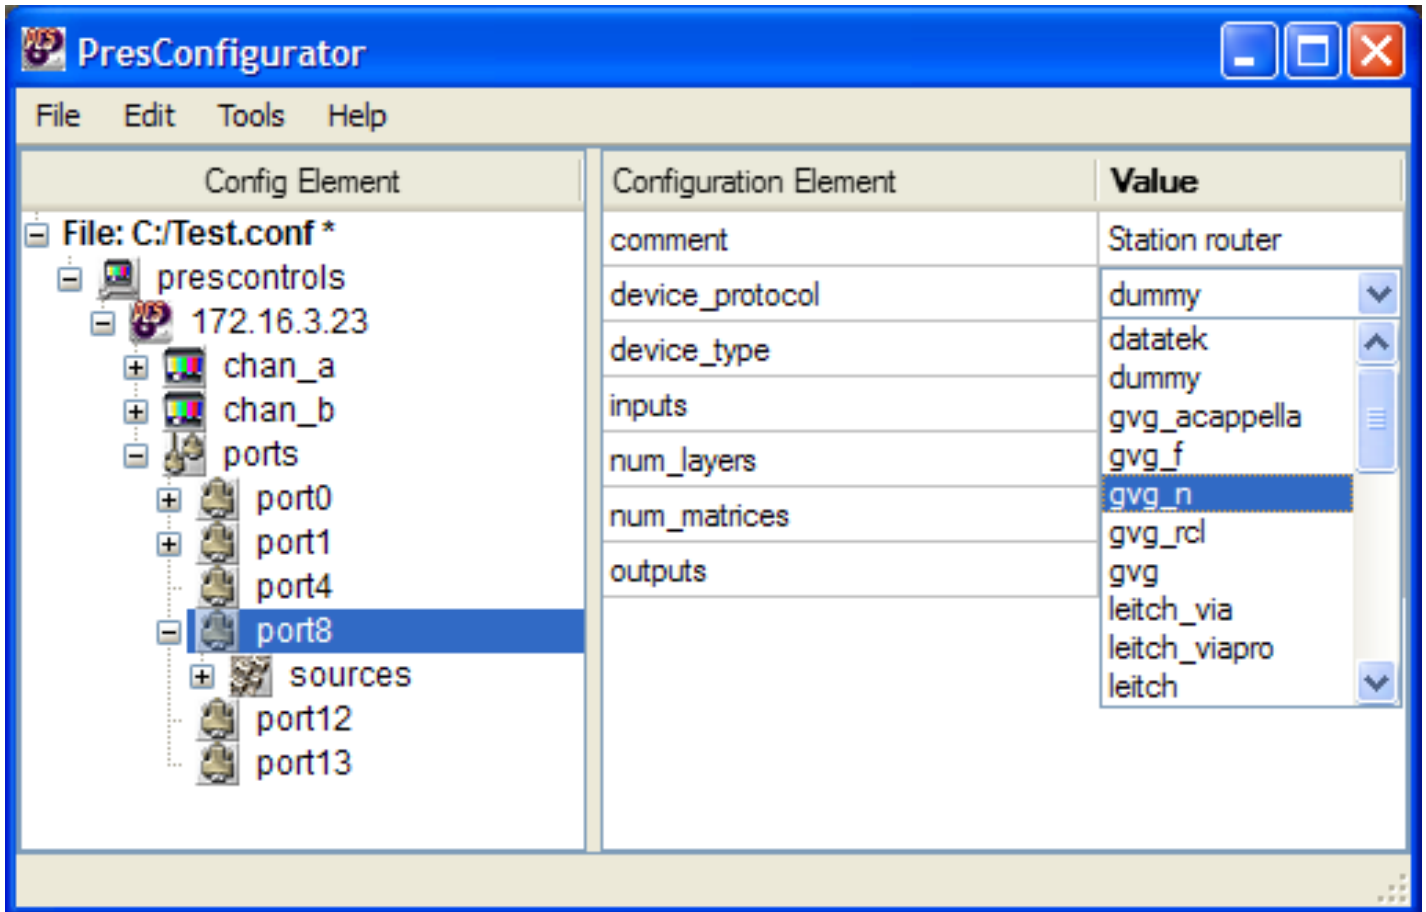 PresConfigurator
File Edit Tools Help
Config Element
File: C:/Test.conf *
prescontrols
172.16.3.23
chan_a
chan_b
ports
port0
port1
port4
port8
sources
port12
port13
Configuration Element Value
comment Station router
device_protocol dummy
device_type
inputs
num_layers
num_matrices
outputs
datatek
dummy
gvg_acappella
gvg_f
gvg_n
gvg_rcl
gvg
leitch_via
leitch_viapro
leitch